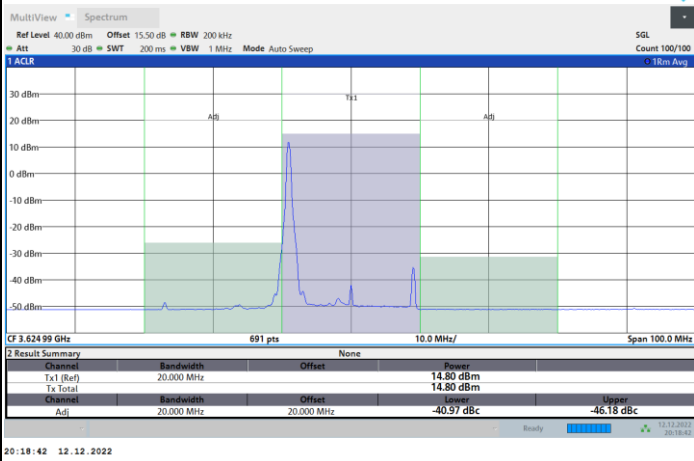 MultiView Spectrum
Ref Level 40.00 dBm Offset 15.50 dB RBW 200 kHz SGL
Att 30 dB SWT 200 ms VBW 1 MHz Mode Auto Sweep Count 100/100
1 ACLR 1Rm Avg
30 dBm
Tx1
20 dBm
Adj Adj
10 dBm
0 dBm
-10 dBm
-20 dBm
-30 dBm
-40 dBm
-50 dBm
CF 3.62499 GHz 691 pts 10.0 MHz/ Span 100.0 MHz
2 Result Summary None
Channel Bandwidth Offset Power
Tx1 (Ref) 20.000 MHz 14.80 dBm
Tx Total 14.80 dBm
Channel Bandwidth Offset Lower Upper
Adj 20.000 MHz 20.000 MHz -40.97 dBc -46.18 dBc
Ready 12.12.2022
20:18:42
20:18:42 12.12.2022